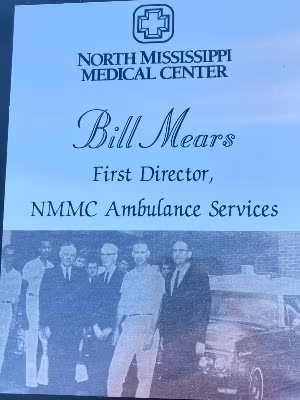 NORTH MISSISSIPPI
MEDICAL CENTER
Bill Mears
First Director,
NMMC Ambulance Services